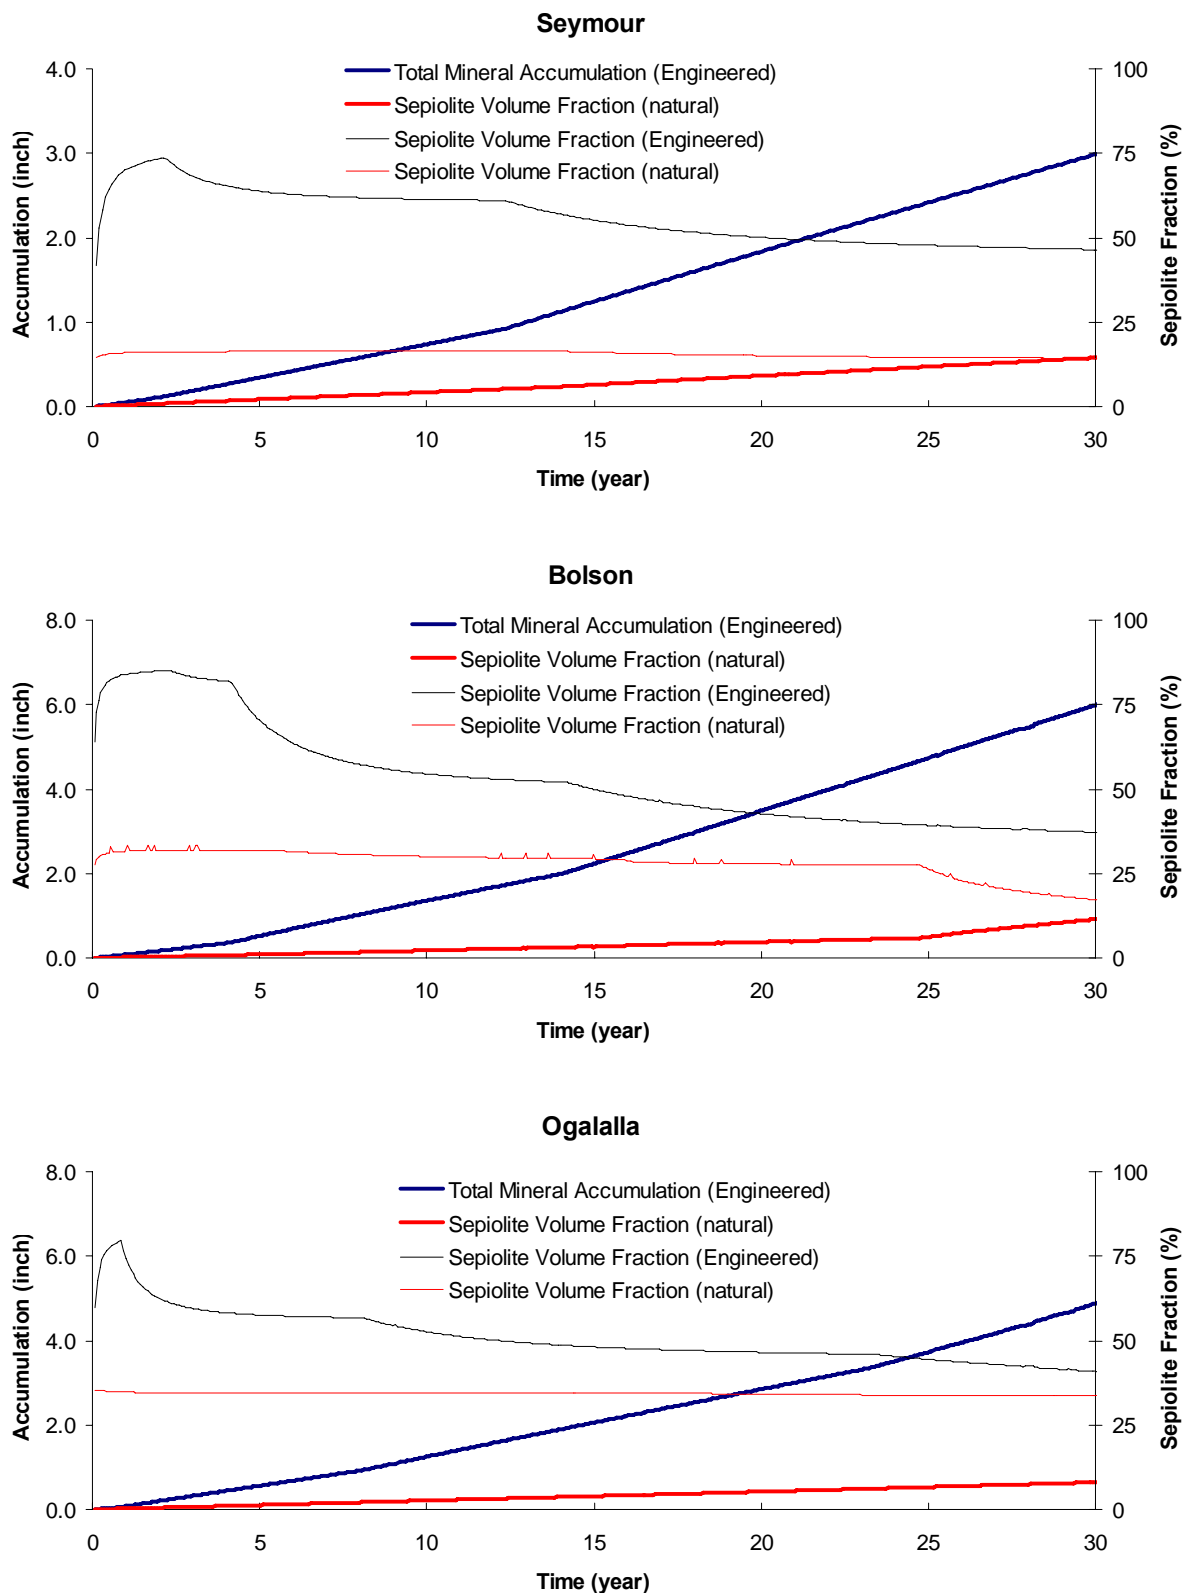 Seymour
4.0
3.0
2.0
1.0
0.0
Accumulation (inch)
Total Mineral Accumulation (Engineered)
Sepiolite Volume Fraction (natural)
Sepiolite Volume Fraction (Engineered)
Sepiolite Volume Fraction (natural)
100
75
50
25
0
Sepiolite Fraction (%)
0 5 10 15 20 25 30
Time (year)
Bolson
8.0
6.0
4.0
2.0
0.0
Accumulation (inch)
Total Mineral Accumulation (Engineered)
Sepiolite Volume Fraction (natural)
Sepiolite Volume Fraction (Engineered)
Sepiolite Volume Fraction (natural)
100
75
50
25
0
Sepiolite Fraction (%)
0 5 10 15 20 25 30
Time (year)
Ogalalla
8.0
6.0
4.0
2.0
0.0
Accumulation (inch)
Total Mineral Accumulation (Engineered)
Sepiolite Volume Fraction (natural)
Sepiolite Volume Fraction (Engineered)
Sepiolite Volume Fraction (natural)
100
75
50
25
0
Sepiolite Fraction (%)
0 5 10 15 20 25 30
Time (year)